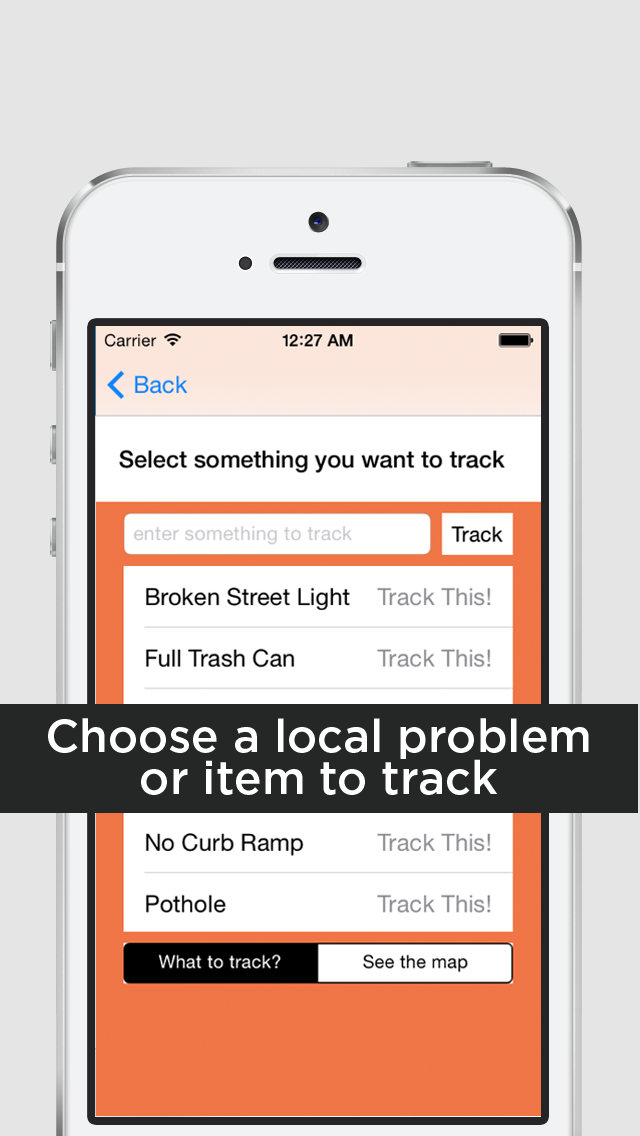 Carrier 12:27 AM
Back
Select something you want to track
enter something to track Track
Broken Street Light Track This!
Full Trash Can Track This!
Choose a local problem
or item to track
No Curb Ramp Track This!
Pothole Track This!
What to track? See the map